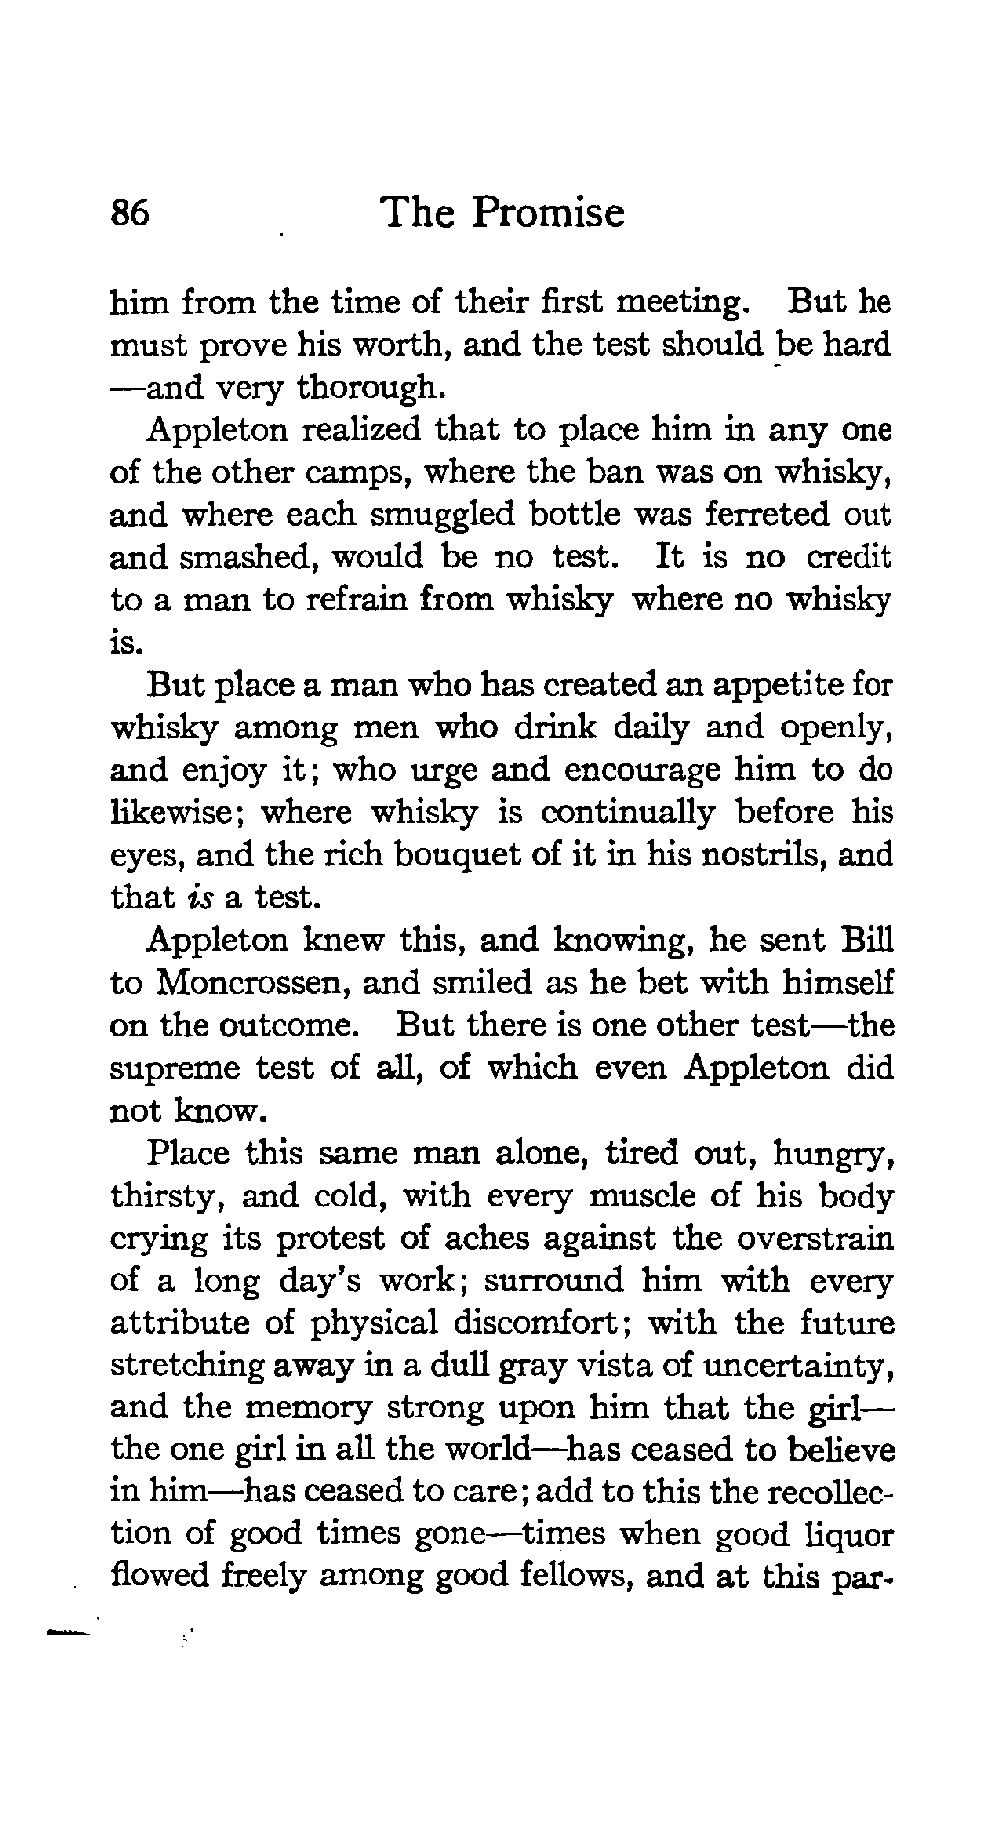 86 The Promise
him from the time of their first meeting. But he
must prove his worth, and the test should be hard
—and very thorough.
Appleton realized that to place him in any one
of the other camps, where the ban was on whisky,
and where each smuggled bottle was ferreted out
and smashed, would be no test. It is no credit
to a man to refrain from whisky where no whisky
is.
But place a man who has created an appetite for
whisky among men who drink daily and openly,
and enjoy it; who urge and encourage him to do
likewise; where whisky is continually before his
eyes, and the rich bouquet of it in his nostrils, and
that is a test.
Appleton knew this, and knowing, he sent Bill
to Moncrossen, and smiled as he bet with himself
on the outcome. But there is one other test—the
supreme test of all, of which even Appleton did
not know.
Place this same man alone, tired out, hungry,
thirsty, and cold, with every muscle of his body
crying its protest of aches against the overstrain
of a long day's work; surround him with every
attribute of physical discomfort; with the future
stretching away in a dull gray vista of uncertainty,
and the memory strong upon him that the girl—
the one girl in all the world—has ceased to believe
in him—has ceased to care; add to this the recollec-
tion of good times gone—times when good liquor
flowed freely among good fellows, and at this par-